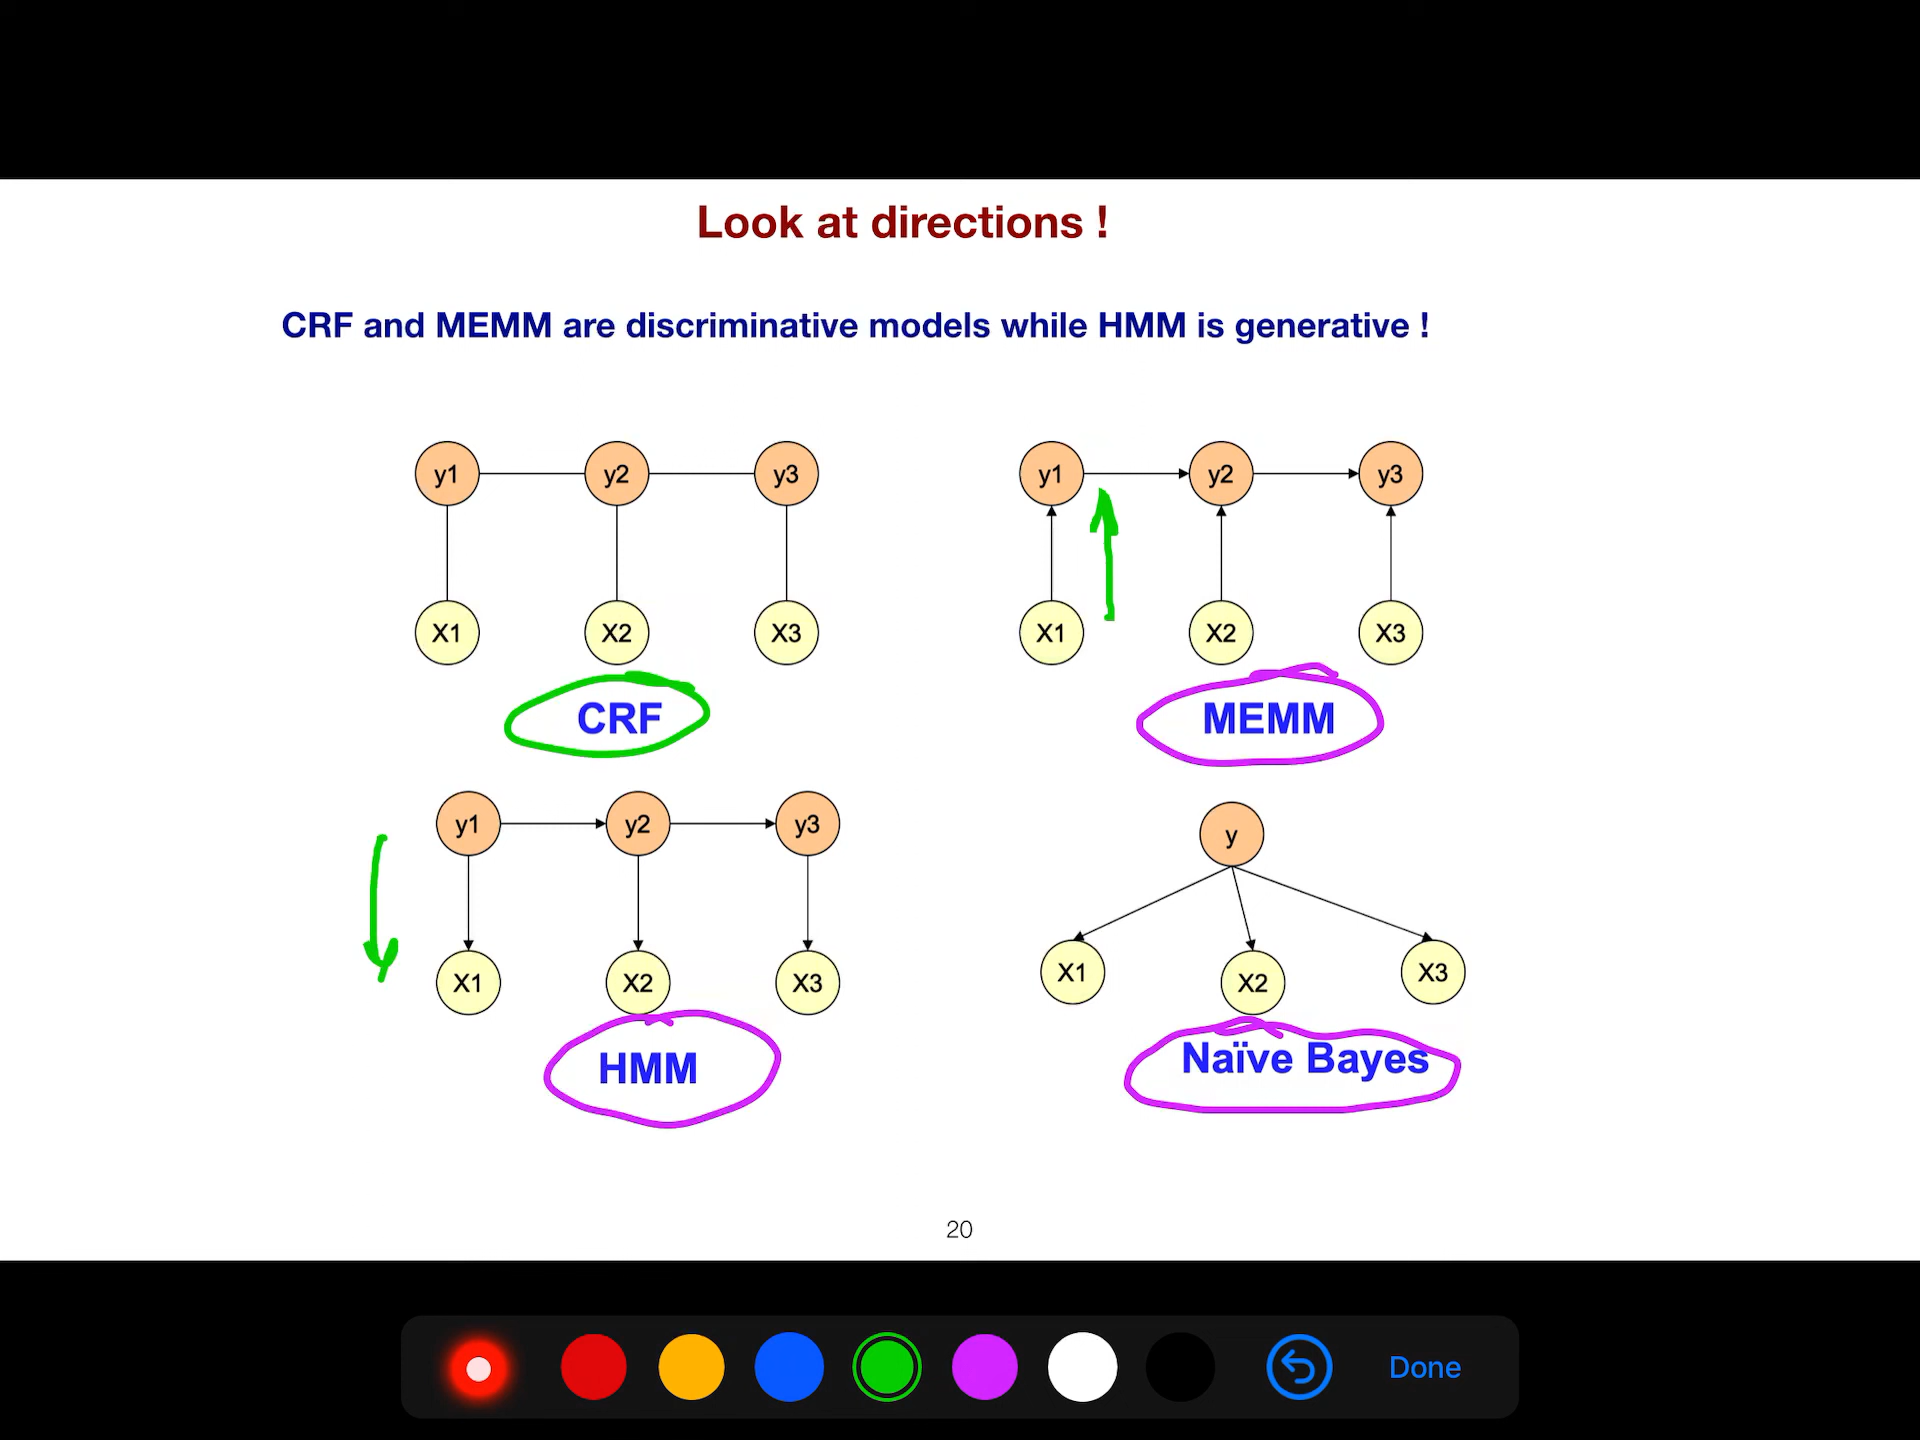 Look at directions !
CRF and MEMM are discriminative models while HMM is generative !
y1 y2 y3
X1 X2 X3
CRF
y1 y2 y3
X1 X2 X3
MEMM
y1 y2 y3
X1 X2 X3
HMM
y
X1 X2 X3
Naïve Bayes
20
Done